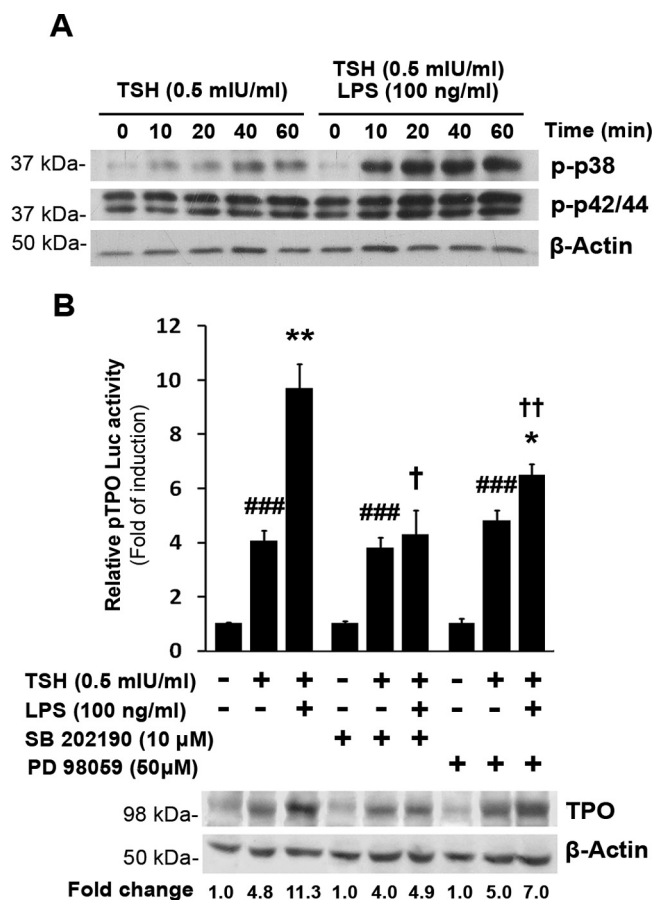 A
TSH (0.5 mIU/ml)
TSH (0.5 mIU/ml)
LPS (100 ng/ml)
0 10 20 40 60 0 10 20 40 60 Time (min)
37 kDa- p-p38
37 kDa- p-p42/44
50 kDa- β-Actin
B
Relative pTPO Luc activity
(Fold of induction)
12
10
8
6
4
2
0
###
**
###
†
###
††
*
TSH (0.5 mIU/ml) - + + - + + - + +
LPS (100 ng/ml) - - + - - + - - +
SB 202190 (10 µM) + + +
PD 98059 (50µM) + + +
98 kDa- TPO
50 kDa- β-Actin
Fold change 1.0 4.8 11.3 1.0 4.0 4.9 1.0 5.0 7.0